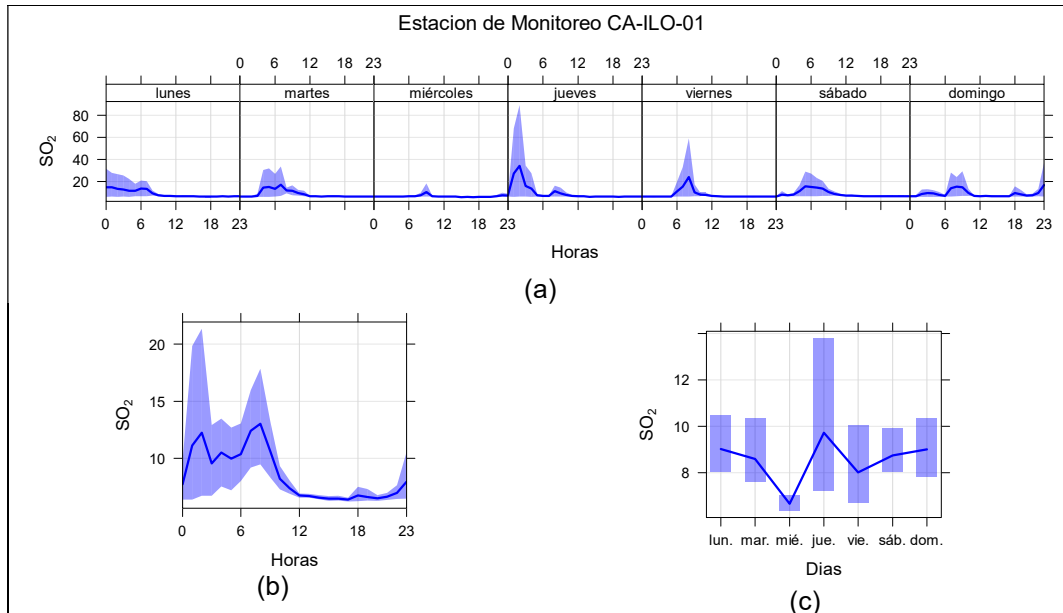 Estacion de Monitoreo CA-ILO-01
0 6 12 18 23 0 6 12 18 23 0 6 12 18 23
lunes martes miércoles jueves viernes sábado domingo
80
60
40
20
SO2
0 6 12 18 23 0 6 12 18 23 0 6 12 18 23 0 6 12 18 23
Horas
(a)
20
15
10
SO2
0 6 12 18 23
Horas
(b)
12
10
8
SO2
lun. mar. mié. jue. vie. sáb. dom.
Dias
(c)